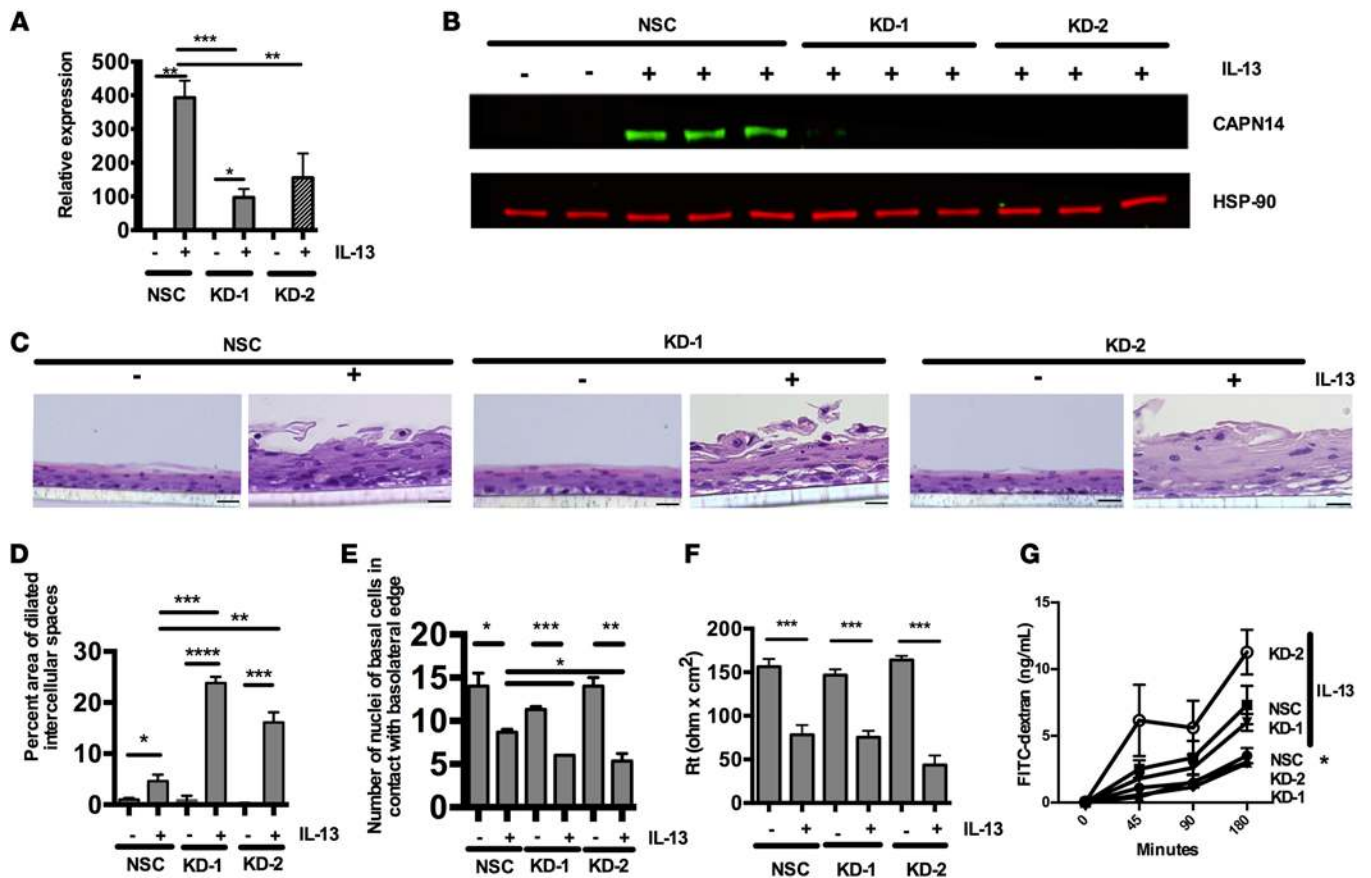 A
Relative expression
500
400
300
200
100
0
***
**
**
*
- + - + - + IL-13
NSC KD-1 KD-2
B
NSC KD-1 KD-2
- - + + + + + + + + + IL-13
CAPN14
HSP-90
C
NSC KD-1 KD-2
- + - + - + IL-13
D
Percent area of dilated
intercellular spaces
30
20
10
0
***
**
****
***
*
- + - + - + IL-13
NSC KD-1 KD-2
E
Number of nuclei of basal cells in
contact with basolateral edge
20
15
10
5
0
* *** **
*
- + - + - +
NSC KD-1 KD-2
F
Rt (ohm x cm2)
200
150
100
50
0
*** *** ***
- + - + - + IL-13
NSC KD-1 KD-2
G
FITC-dextran (ng/mL)
15
10
5
0
0 45 90 180
Minutes
KD-2
NSC
KD-1
IL-13
NSC *
KD-2
KD-1